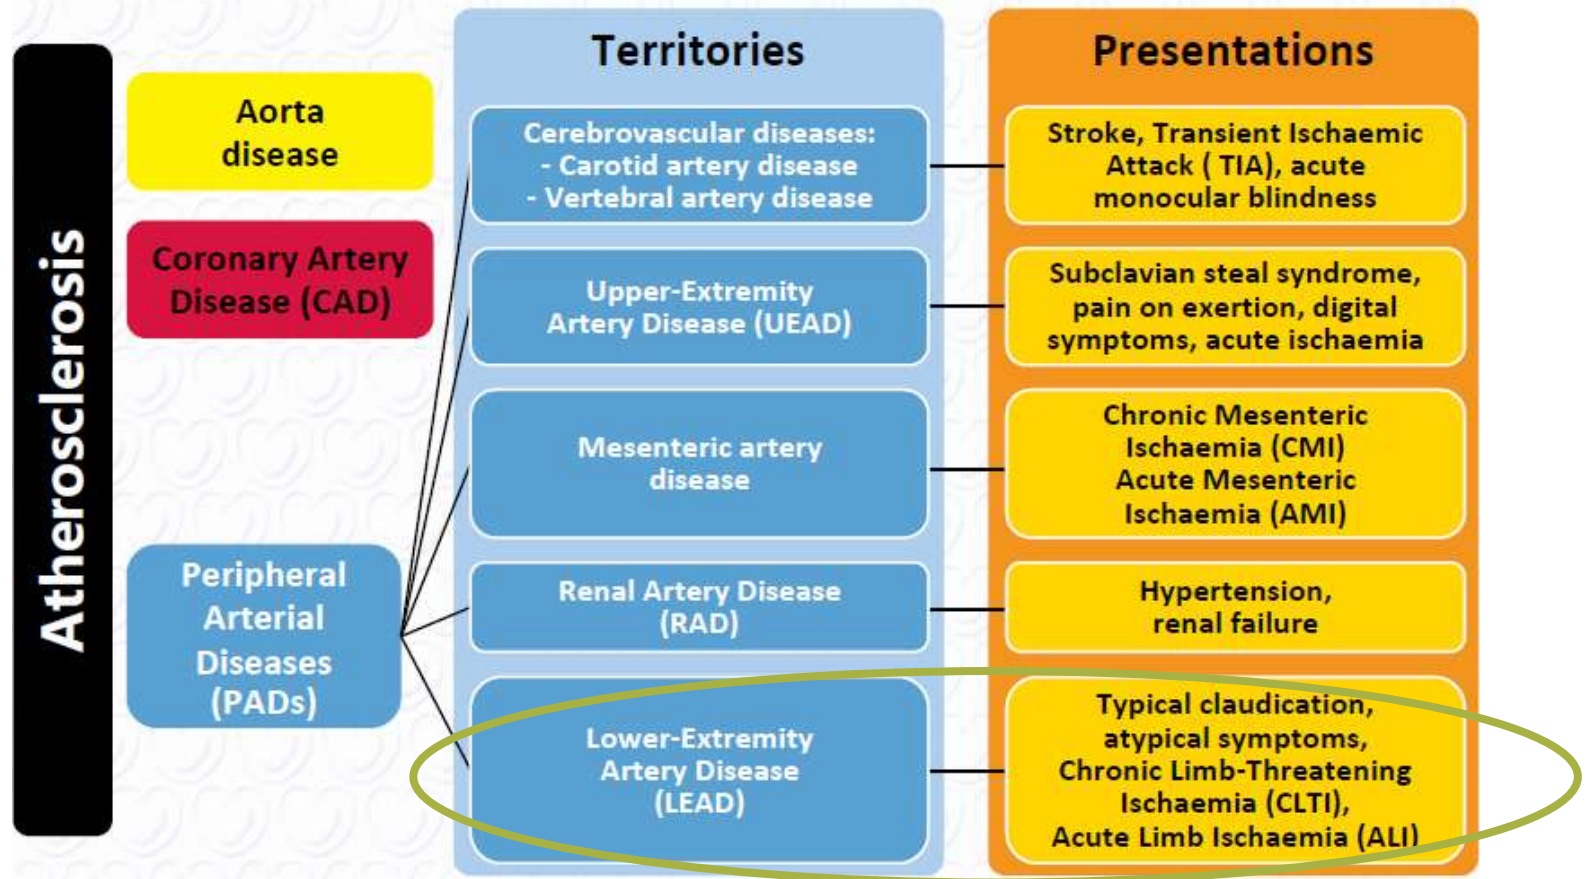 Atherosclerosis
Aorta
disease
Coronary Artery
Disease (CAD)
Peripheral
Arterial
Diseases
(PADs)
Territories
Cerebrovascular diseases:
- Carotid artery disease
- Vertebral artery disease
Upper-Extremity
Artery Disease (UEAD)
Mesenteric artery
disease
Renal Artery Disease
(RAD)
Lower-Extremity
Artery Disease
(LEAD)
Presentations
Stroke, Transient Ischaemic
Attack ( TIA), acute
monocular blindness
Subclavian steal syndrome,
pain on exertion, digital
symptoms, acute ischaemia
Chronic Mesenteric
Ischaemia (CMI)
Acute Mesenteric
Ischaemia (AMI)
Hypertension,
renal failure
Typical claudication,
atypical symptoms,
Chronic Limb-Threatening
Ischaemia (CLTI),
Acute Limb Ischaemia (ALI)